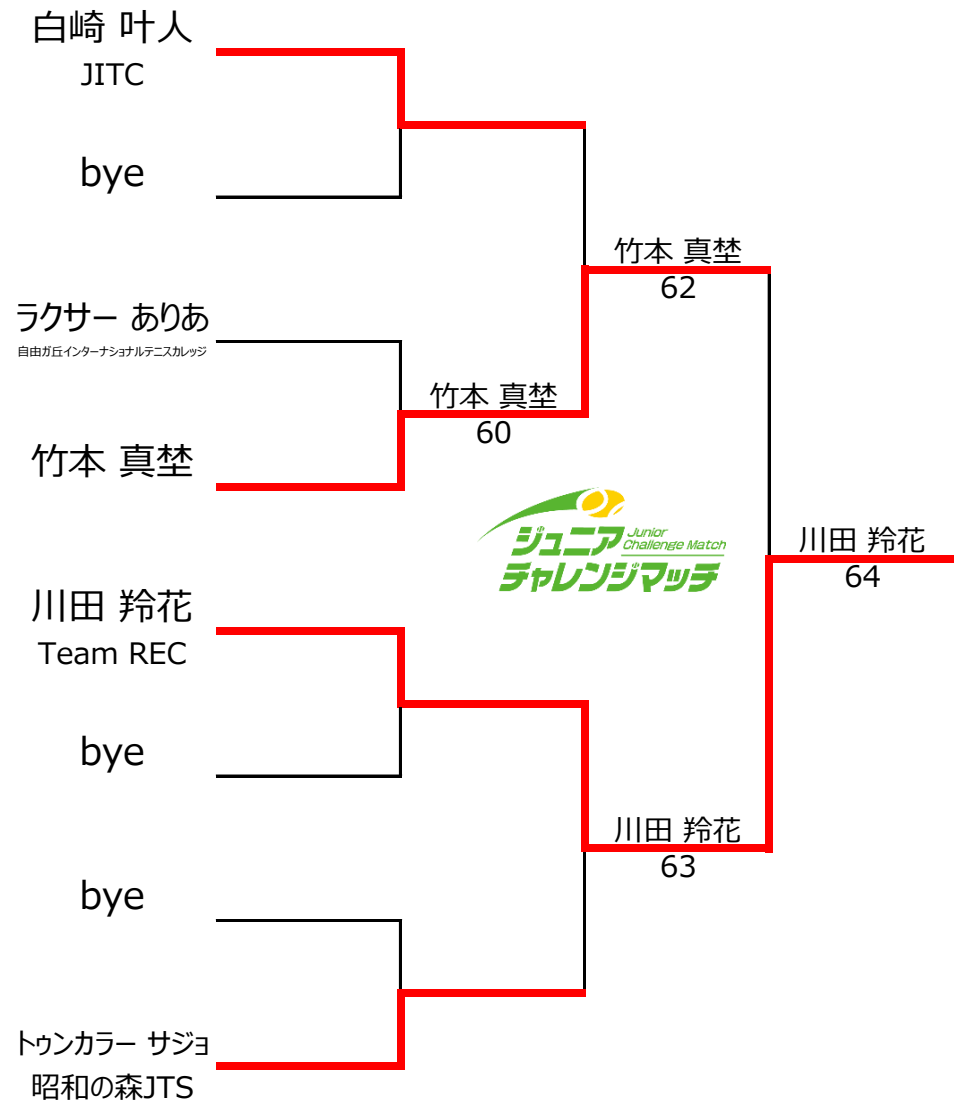 白崎 叶人
JITC
bye
ラクサー ありあ
自由ガ丘インターナショナルテニスカレッジ
竹本 真埜
川田 羚花
Team REC
bye
bye
トゥンカラー サジョ
昭和の森JTS
竹本 真埜
60
竹本 真埜
62
川田 羚花
63
川田 羚花
64
ジュニア
Junior
Challenge Match
チャレンジマッチ